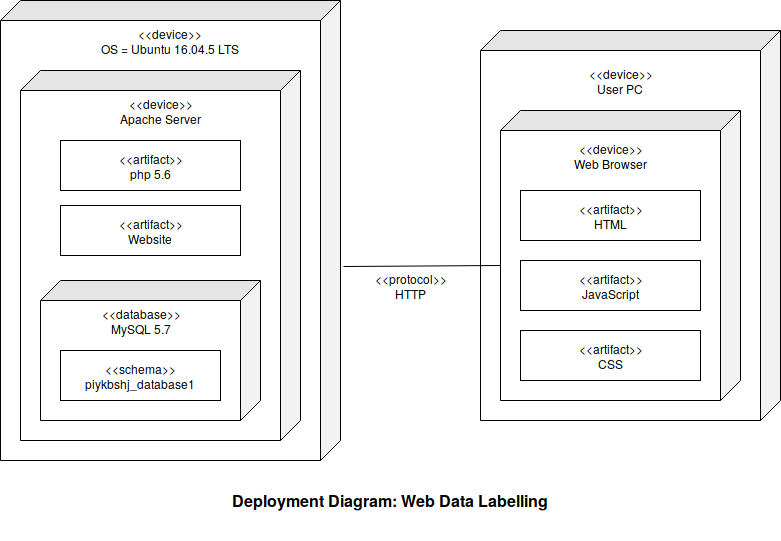 <<device>>
OS = Ubuntu 16.04.5 LTS
<<device>>
Apache Server
<<artifact>>
php 5.6
<<artifact>>
Website
<<database>>
MySQL 5.7
<<schema>>
piykbshj_database1
<<protocol>>
HTTP
<<device>>
User PC
<<device>>
Web Browser
<<artifact>>
HTML
<<artifact>>
JavaScript
<<artifact>>
CSS
Deployment Diagram: Web Data Labelling